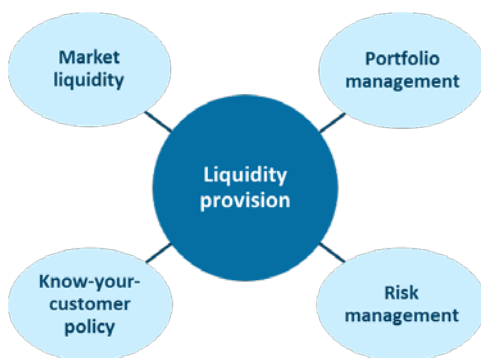 Market
liquidity
Portfolio
management
Liquidity
provision
Know-your-
customer
policy
Risk
management